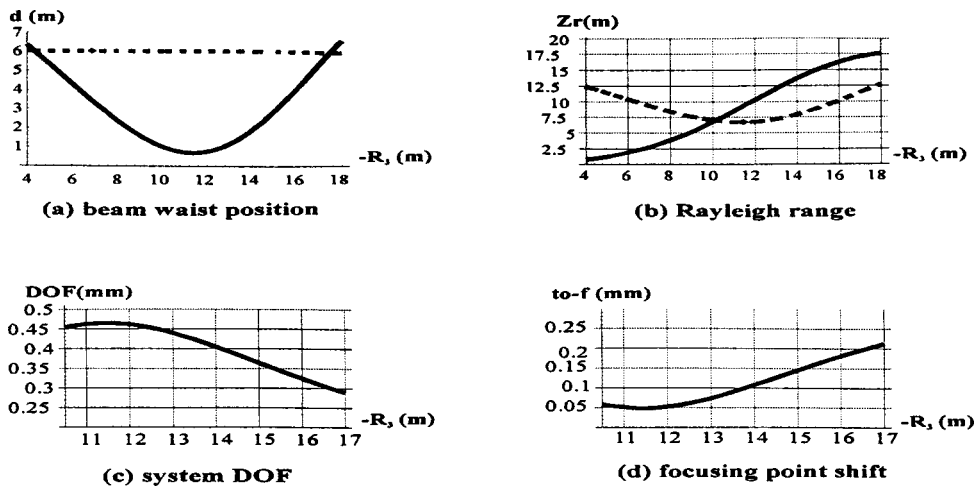 d (m)
7
6
5
4
3
2
1
4 6 8 10 12 14 16 18
-R₃ (m)
(a) beam waist position
Zr(m)
20
17.5
15
12.5
10
7.5
5
2.5
4 6 8 10 12 14 16 18
-R₃ (m)
(b) Rayleigh range
DOF(mm)
0.5
0.45
0.4
0.35
0.3
0.25
11 12 13 14 15 16 17
-R₃ (m)
(c) system DOF
to-f (mm)
0.25
0.2
0.15
0.1
0.05
11 12 13 14 15 16 17
-R₃ (m)
(d) focusing point shift